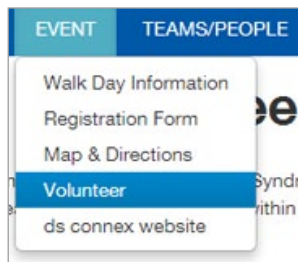 EVENT TEAMS/PEOPLE
Walk Day Information
Registration Form
Map & Directions
Volunteer
ds connex website